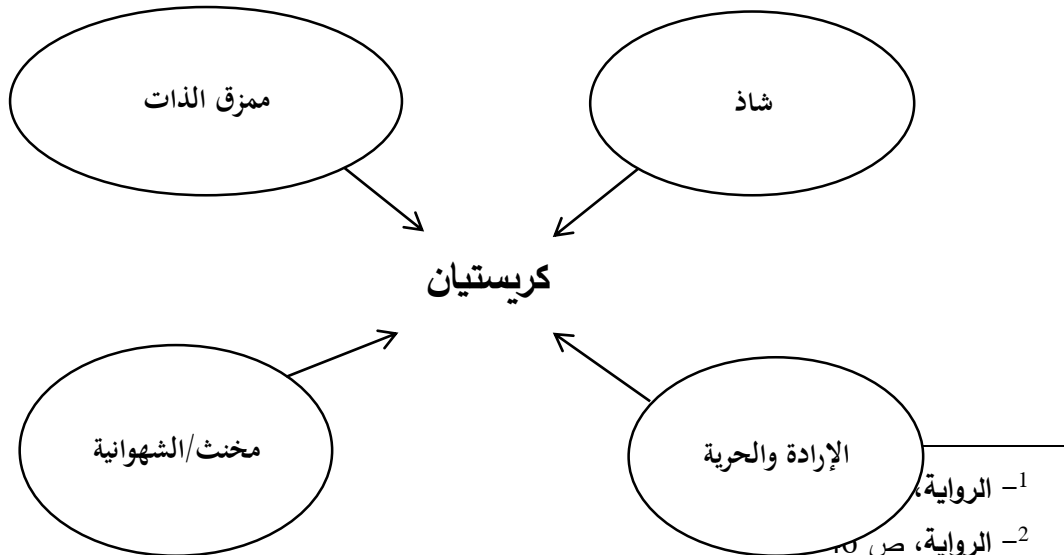 شاذ
ممزق الذات
كريستيان
الإرادة والحرية
مخنث/الشهوانية
1– الرواية،
2– الرواية، ص